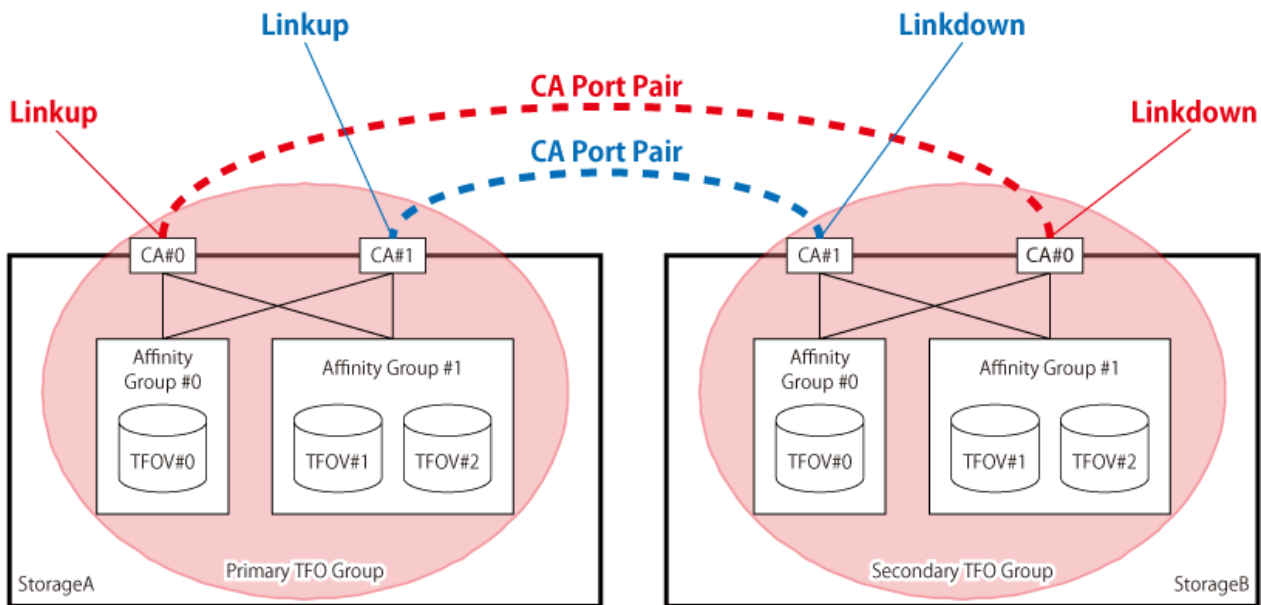 Linkup
Linkdown
CA Port Pair
Linkup
Linkdown
CA Port Pair
CA#0
CA#1
CA#1
CA#0
Affinity
Group #0
Affinity Group #1
Affinity
Group #0
Affinity Group #1
TFOV#0
TFOV#1
TFOV#2
TFOV#0
TFOV#1
TFOV#2
Primary TFO Group
Secondary TFO Group
StorageA
StorageB